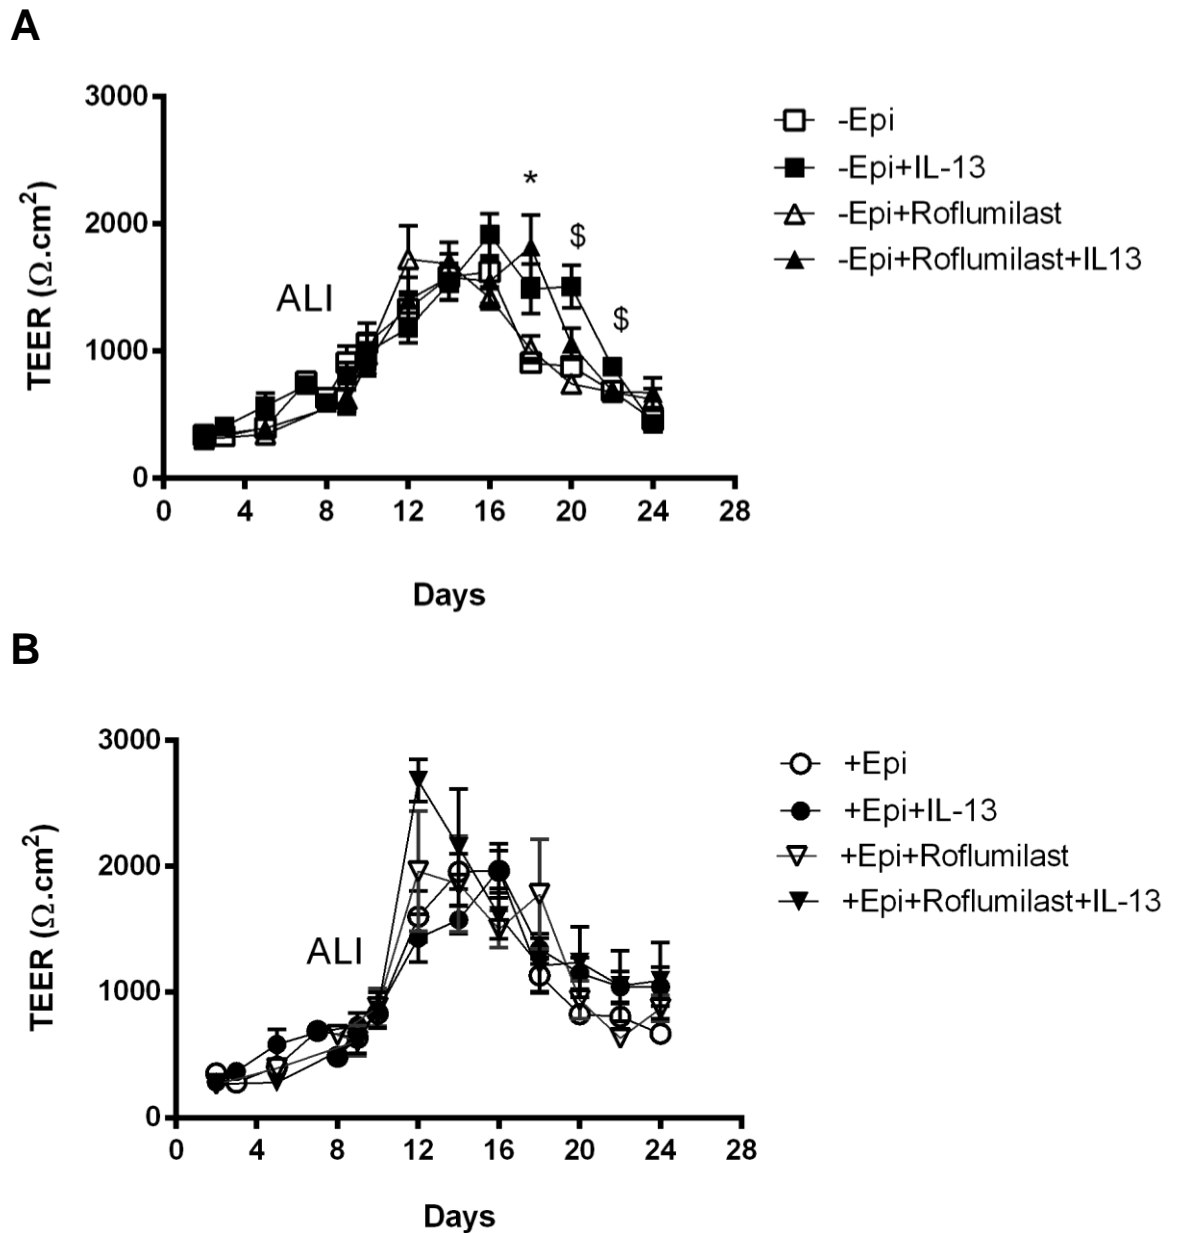 A
3000
2000
1000
0
TEER (Ω.cm²)
ALI
*
$
$
0 4 8 12 16 20 24 28
Days
-Epi
-Epi+IL-13
-Epi+Roflumilast
-Epi+Roflumilast+IL13
B
3000
2000
1000
0
TEER (Ω.cm²)
ALI
0 4 8 12 16 20 24 28
Days
+Epi
+Epi+IL-13
+Epi+Roflumilast
+Epi+Roflumilast+IL-13